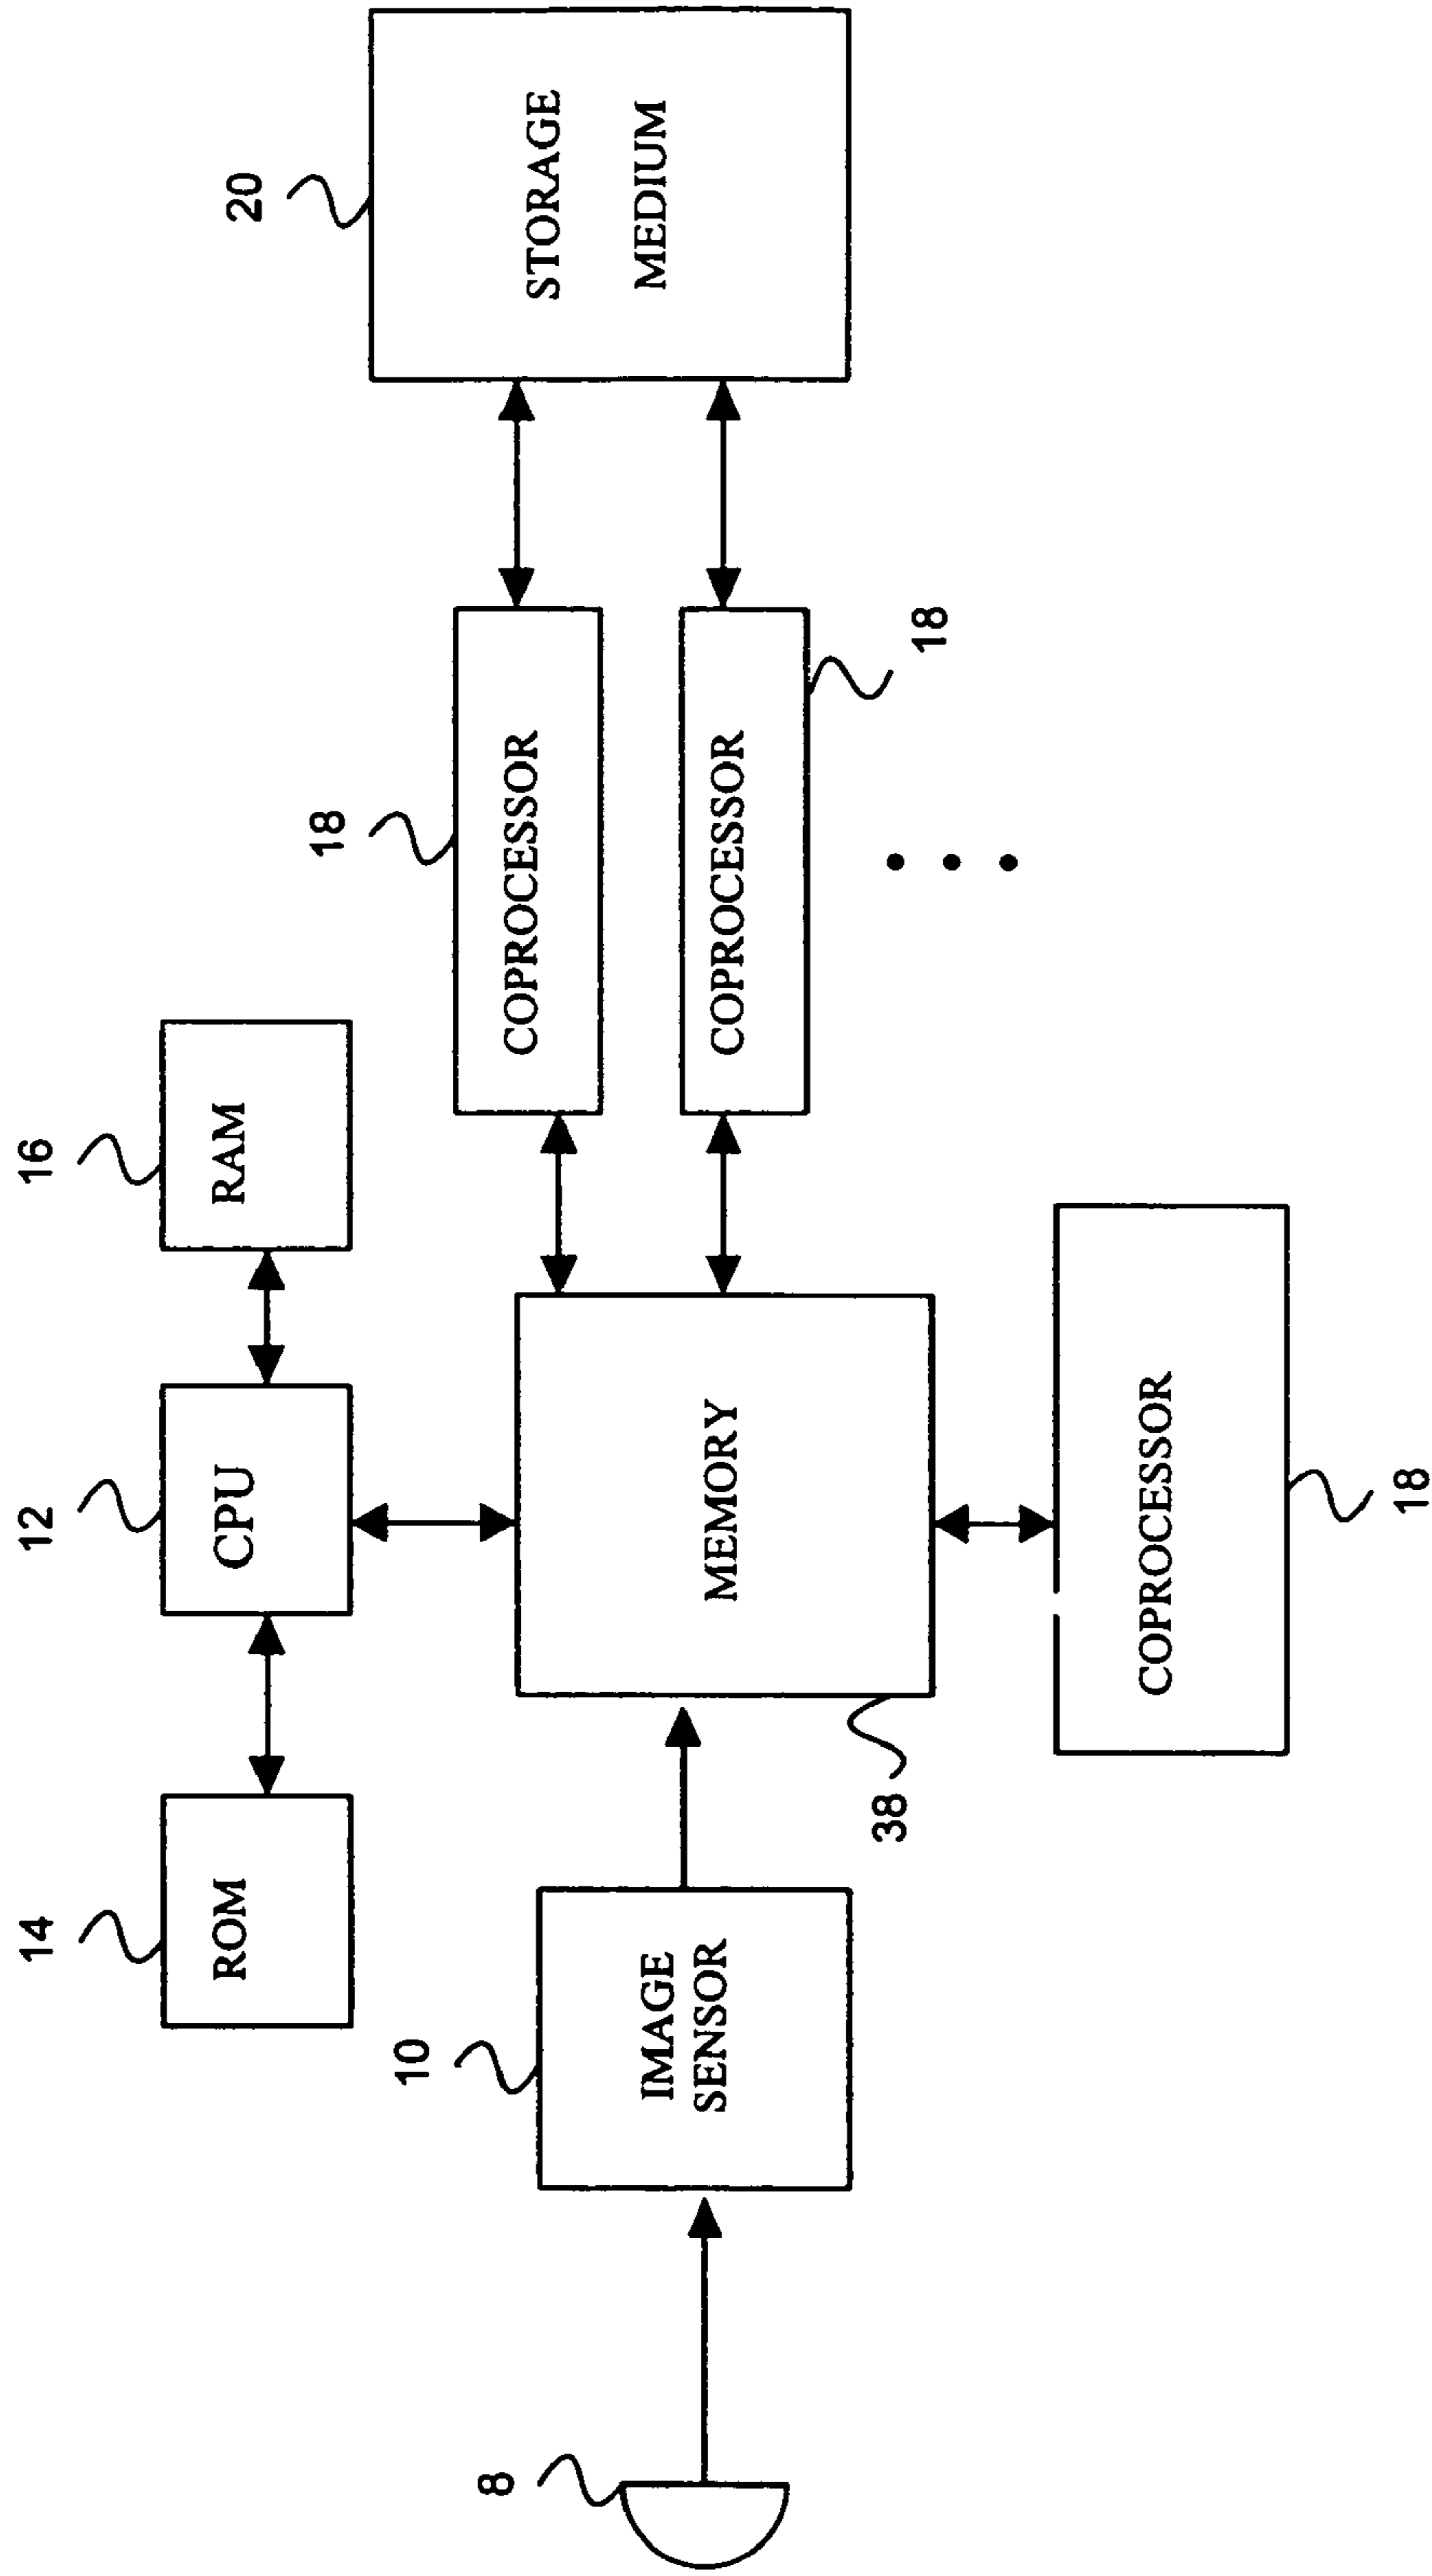 14
12
16
20
ROM
CPU
RAM
18
STORAGE
MEDIUM
10
8
IMAGE
SENSOR
MEMORY
COPROCESSOR
COPROCESSOR
38
18
COPROCESSOR
18